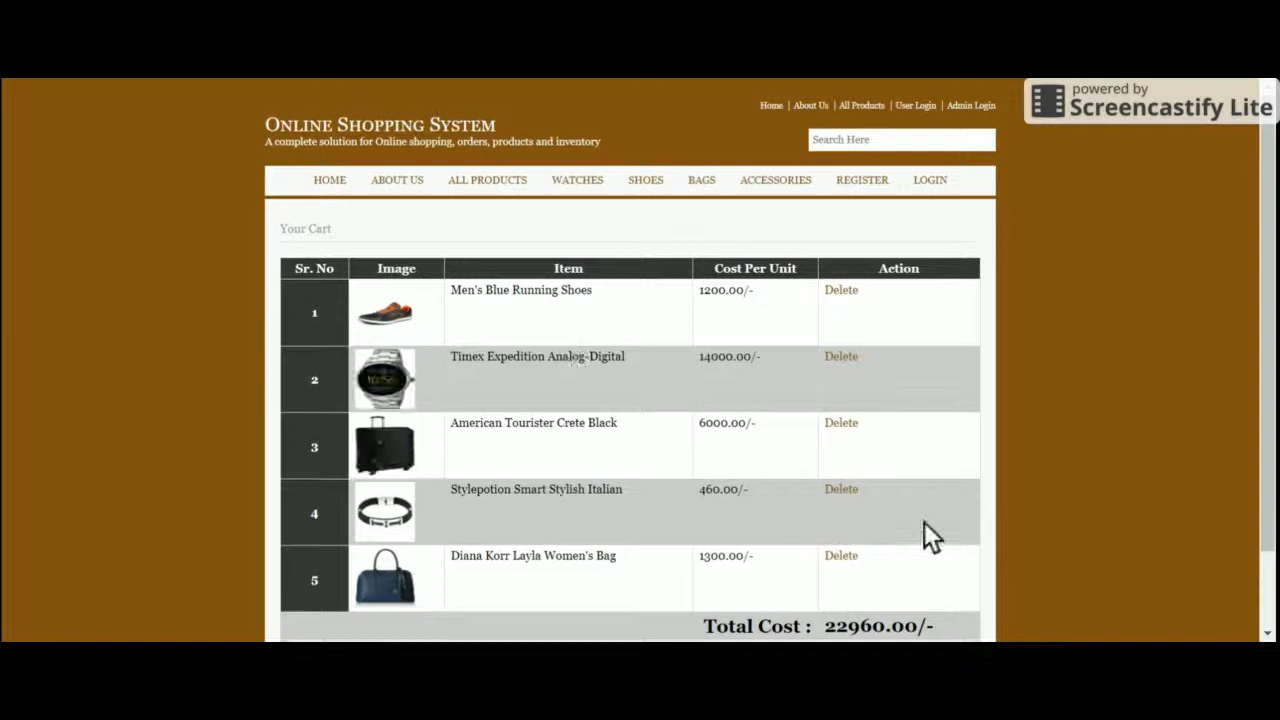 powered by
Screencastify Lite
Home | About Us | All Products | User Login | Admin Login
Online Shopping System
A complete solution for Online shopping, orders, products and inventory
Search Here
HOME ABOUT US ALL PRODUCTS WATCHES SHOES BAGS ACCESSORIES REGISTER LOGIN
Your Cart
Sr. No Image Item Cost Per Unit Action
1 Men's Blue Running Shoes 1200.00/- Delete
2 Timex Expedition Analog-Digital 14000.00/- Delete
3 American Tourister Crete Black 6000.00/- Delete
4 Stylepotion Smart Stylish Italian 460.00/- Delete
5 Diana Korr Layla Women's Bag 1300.00/- Delete
Total Cost : 22960.00/-